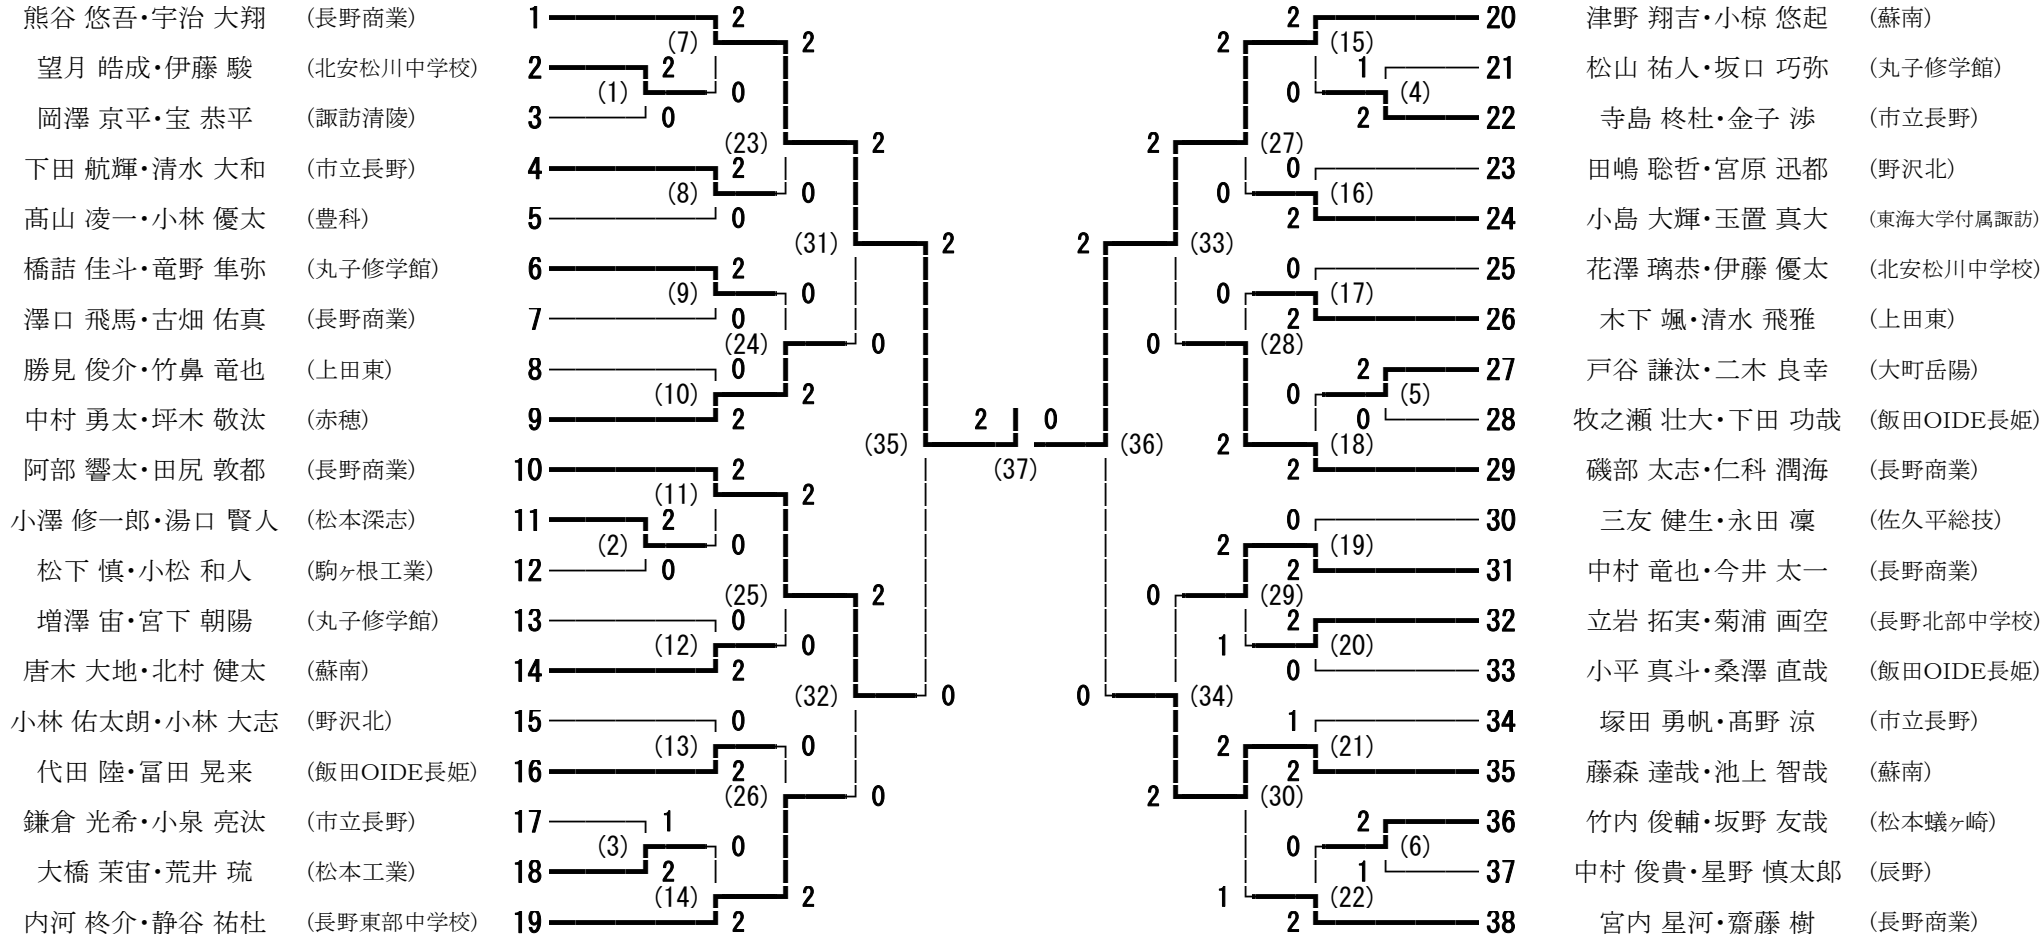 熊谷 悠吾・宇治 大翔 (長野商業) 1 2 2 20 津野 翔吉・小椋 悠起 (蘇南)
(7) 2 2 (15)
望月 皓成・伊藤 駿 (北安松川中学校) 2 2 1 21 松山 祐人・坂口 巧弥 (丸子修学館)
(1) 0 0 (4)
岡澤 京平・宝 恭平 (諏訪清陵) 3 0 2 22 寺島 柊杜・金子 渉 (市立長野)
(23) 2 2 (27)
下田 航輝・清水 大和 (市立長野) 4 2 0 23 田嶋 聡哲・宮原 迅都 (野沢北)
(8) 0 0 (16)
髙山 凌一・小林 優太 (豊科) 5 0 2 24 小島 大輝・玉置 真大 (東海大学付属諏訪)
(31) 2 2 (33)
橋詰 佳斗・竜野 隼弥 (丸子修学館) 6 2 0 25 花澤 璃恭・伊藤 優太 (北安松川中学校)
(9) 0 0 (17)
澤口 飛馬・古畑 佑真 (長野商業) 7 0 2 26 木下 颯・清水 飛雅 (上田東)
(24) 0 0 (28)
勝見 俊介・竹鼻 竜也 (上田東) 8 0 2 27 戸谷 謙汰・二木 良幸 (大町岳陽)
(10) 2 0 (5)
中村 勇太・坪木 敬汰 (赤穂) 9 2 2 0 0 28 牧之瀬 壮大・下田 功哉 (飯田OIDE長姫)
(35) (36) 2 (18)
阿部 響太・田尻 敦都 (長野商業) 10 2 (37) 2 29 磯部 太志・仁科 潤海 (長野商業)
(11) 2
小澤 修一郎・湯口 賢人 (松本深志) 11 2 0 30 三友 健生・永田 凜 (佐久平総技)
(2) 0 2 (19)
松下 慎・小松 和人 (駒ヶ根工業) 12 0 2 31 中村 竜也・今井 太一 (長野商業)
(25) 2 0 (29)
増澤 宙・宮下 朝陽 (丸子修学館) 13 0 2 32 立岩 拓実・菊浦 画空 (長野北部中学校)
(12) 0 1 (20)
唐木 大地・北村 健太 (蘇南) 14 2 0 33 小平 真斗・桑澤 直哉 (飯田OIDE長姫)
(32) 0 0 (34)
小林 佑太朗・小林 大志 (野沢北) 15 0 1 34 塚田 勇帆・髙野 涼 (市立長野)
(13) 0 2 (21)
代田 陸・冨田 晃来 (飯田OIDE長姫) 16 2 2 35 藤森 達哉・池上 智哉 (蘇南)
(26) 0 2 (30)
鎌倉 光希・小泉 亮汰 (市立長野) 17 1 2 36 竹内 俊輔・坂野 友哉 (松本蟻ヶ崎)
(3) 0 0 (6)
大橋 茉宙・荒井 琉 (松本工業) 18 2 1 37 中村 俊貴・星野 慎太郎 (辰野)
(14) 2 1 (22)
内河 柊介・静谷 祐杜 (長野東部中学校) 19 2 2 38 宮内 星河・齋藤 樹 (長野商業)